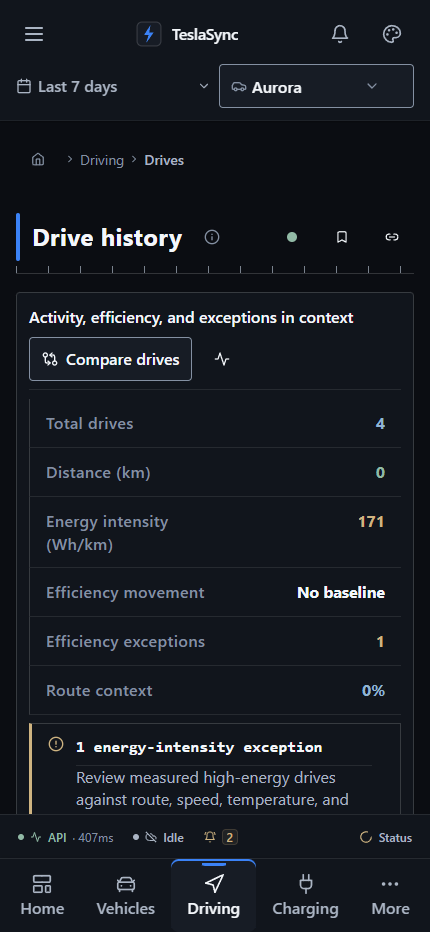 TeslaSync
Last 7 days
Aurora
Driving
Drives
Drive history
Activity, efficiency, and exceptions in context
Compare drives
Total drives 4
Distance (km) 0
Energy intensity (Wh/km) 171
Efficiency movement No baseline
Efficiency exceptions 1
Route context 0%
1 energy-intensity exception
Review measured high-energy drives
against route, speed, temperature, and
API · 407ms Idle 2 Status
Home Vehicles Driving Charging More